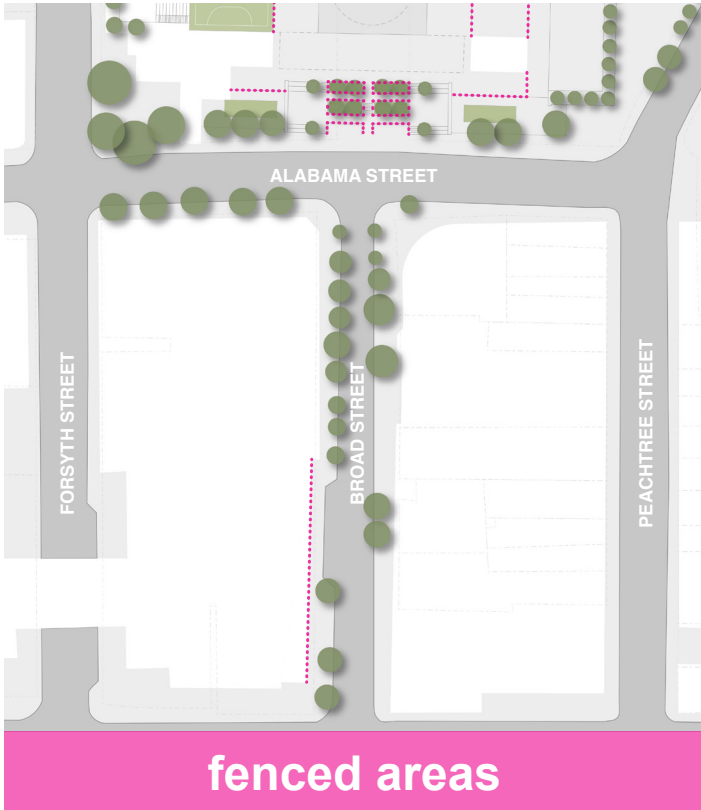 ALABAMA STREET
FORSYTH STREET
BROAD STREET
PEACHTREE STREET
fenced areas